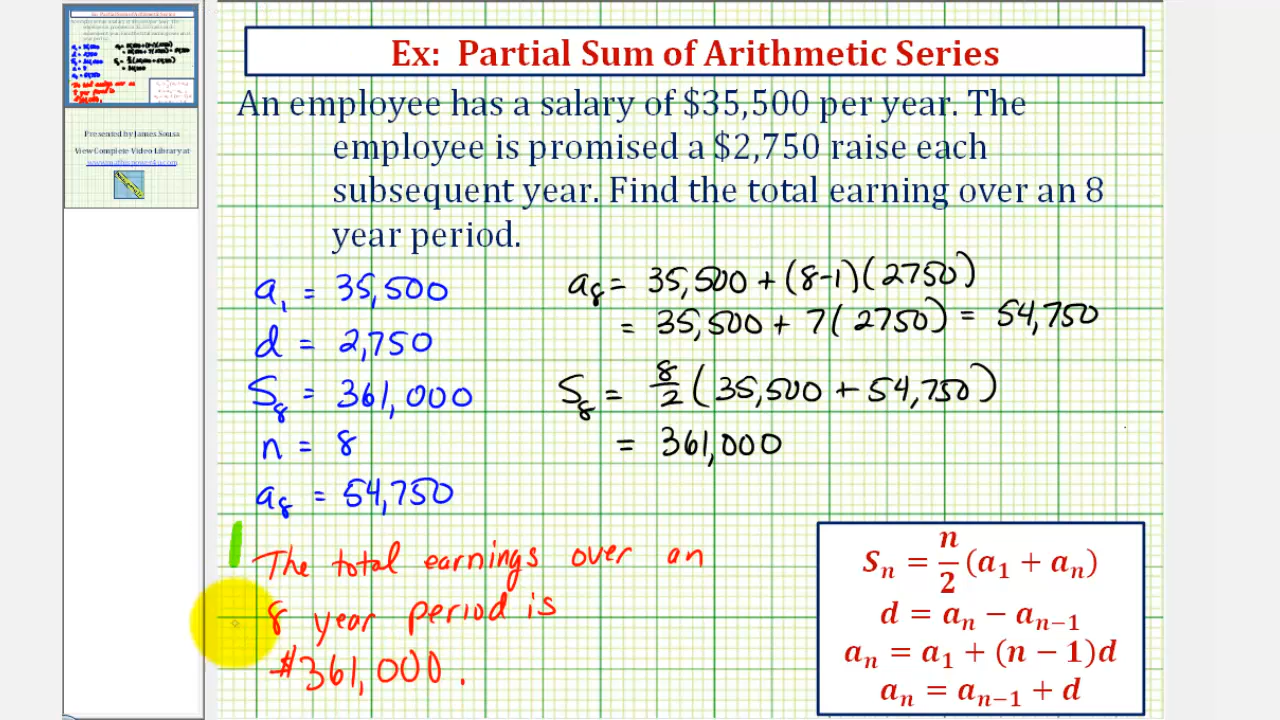 Ex: Partial Sum of Arithmetic Series
An employee has a salary of $35,500 per year. The
employee is promised a $2,750 raise each
subsequent year. Find the total earning over an 8
year period.
a₁ = 35,500
d = 2,750
S₈ = 361,000
n = 8
a₈ = 54,750
a₈ = 35,500 + (8-1)(2750)
= 35,500 + 7(2750) = 54,750
S₈ = 8/2 (35,500 + 54,750)
= 361,000
The total earnings over an
8 year period is
$361,000.
Sₙ = n/2 (a₁ + aₙ)
d = aₙ − aₙ₋₁
aₙ = a₁ + (n − 1)d
aₙ = aₙ₋₁ + d
Presented by James Sousa
View Complete Video Library at
www.mathispower4u.com